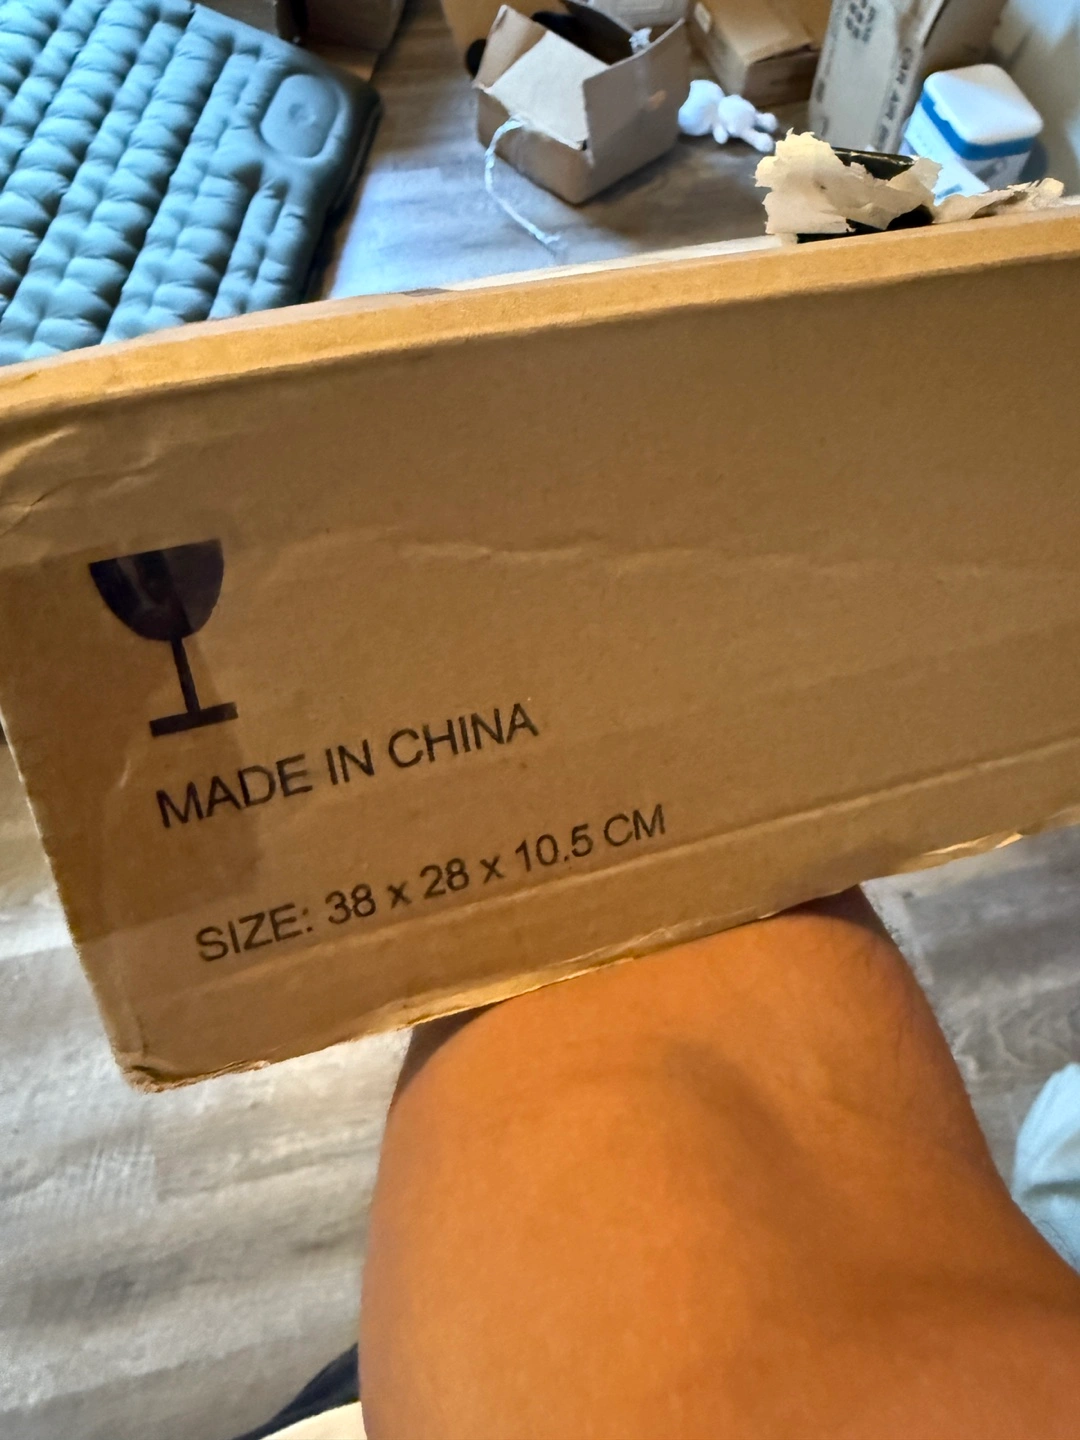 MADE IN CHINA
SIZE: 38 x 28 x 10.5 CM